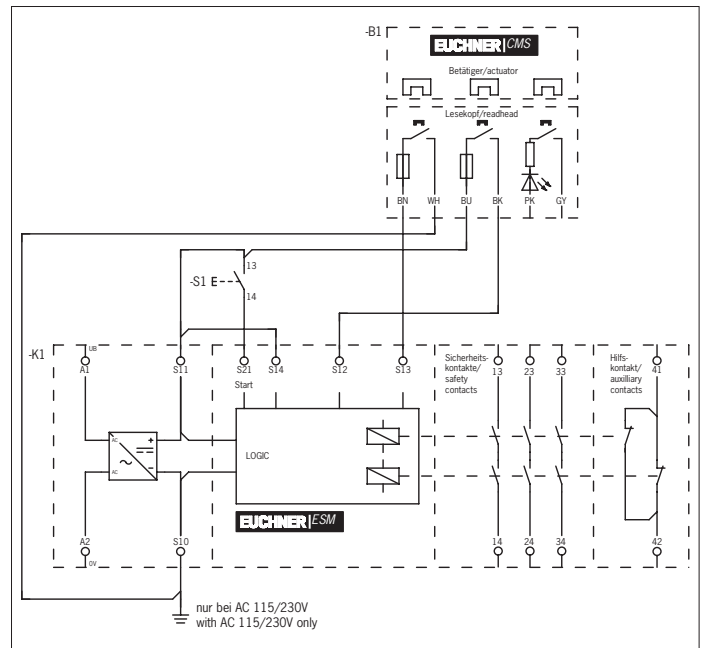 -B1
EUCHNER CMS
Betätiger/actuator
Lesekopf/readhead
BN WH BU BK PK GY
13
-S1
14
-K1
UB
A1 S11 S21 S14 S12 S13
Start
Sicherheits-
kontakte/
safety
contacts
13 23 33
Hilfs-
kontakt/
auxilliary
contacts
41
AC
AC
LOGIC
EUCHNER ESM
A2 S10 14 24 34 42
0V
nur bei AC 115/230V
with AC 115/230V only